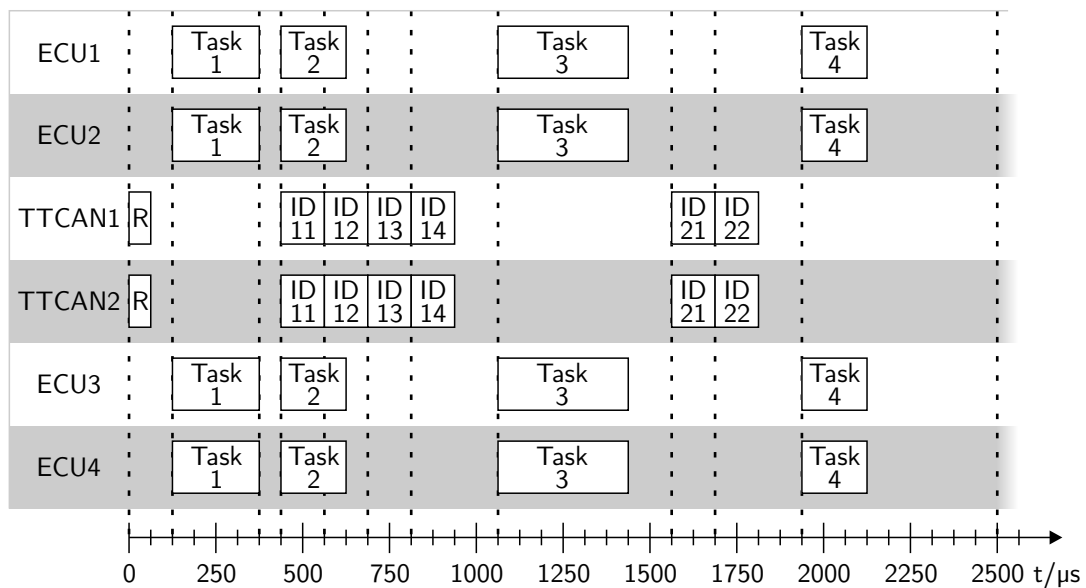 ECU1
Task
1
Task
2
Task
3
Task
4
ECU2
Task
1
Task
2
Task
3
Task
4
TTCAN1
R
ID
11
ID
12
ID
13
ID
14
ID
21
ID
22
TTCAN2
R
ID
11
ID
12
ID
13
ID
14
ID
21
ID
22
ECU3
Task
1
Task
2
Task
3
Task
4
ECU4
Task
1
Task
2
Task
3
Task
4
0 250 500 750 1000 1250 1500 1750 2000 2250 2500 t/µs